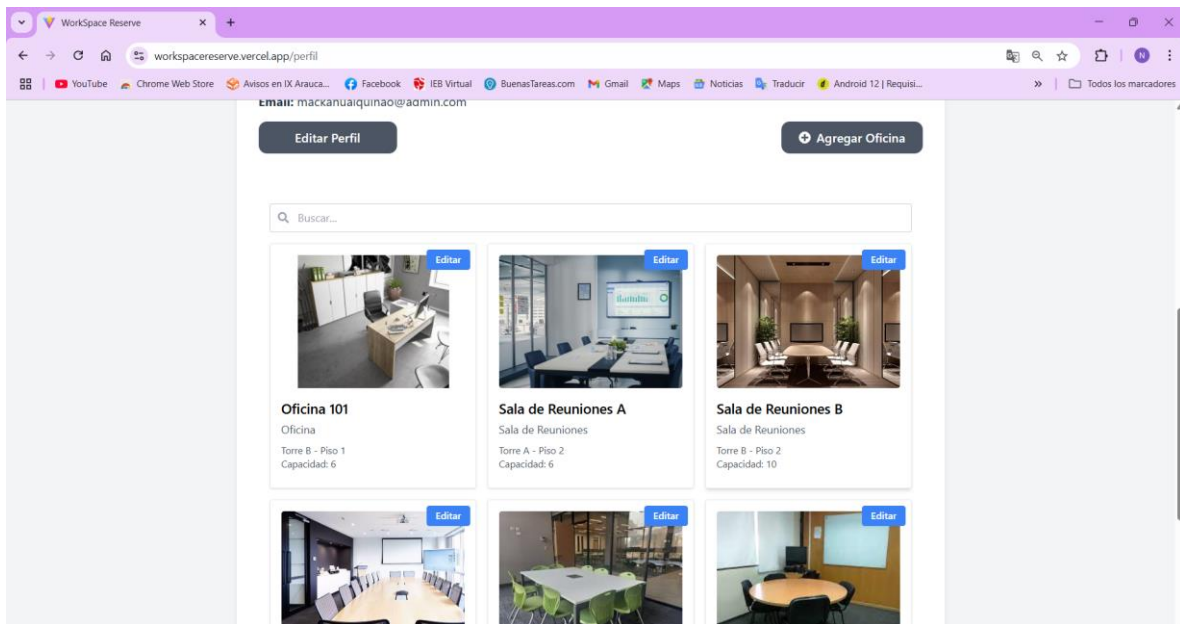 WorkSpace Reserve
workspacereserve.vercel.app/perfil
N
YouTube Chrome Web Store Avisos en IX Arauca... Facebook IEB Virtual BuenasTareas.com Gmail Maps Noticias Traducir Android 12 | Requisi... » Todos los marcadores
Email: mackahuaiquinao@admin.com
Editar Perfil Agregar Oficina
Buscar...
Editar Editar Editar
Oficina 101 Sala de Reuniones A Sala de Reuniones B
Oficina Sala de Reuniones Sala de Reuniones
Torre B - Piso 1 Torre A - Piso 2 Torre B - Piso 2
Capacidad: 6 Capacidad: 6 Capacidad: 10
Editar Editar Editar